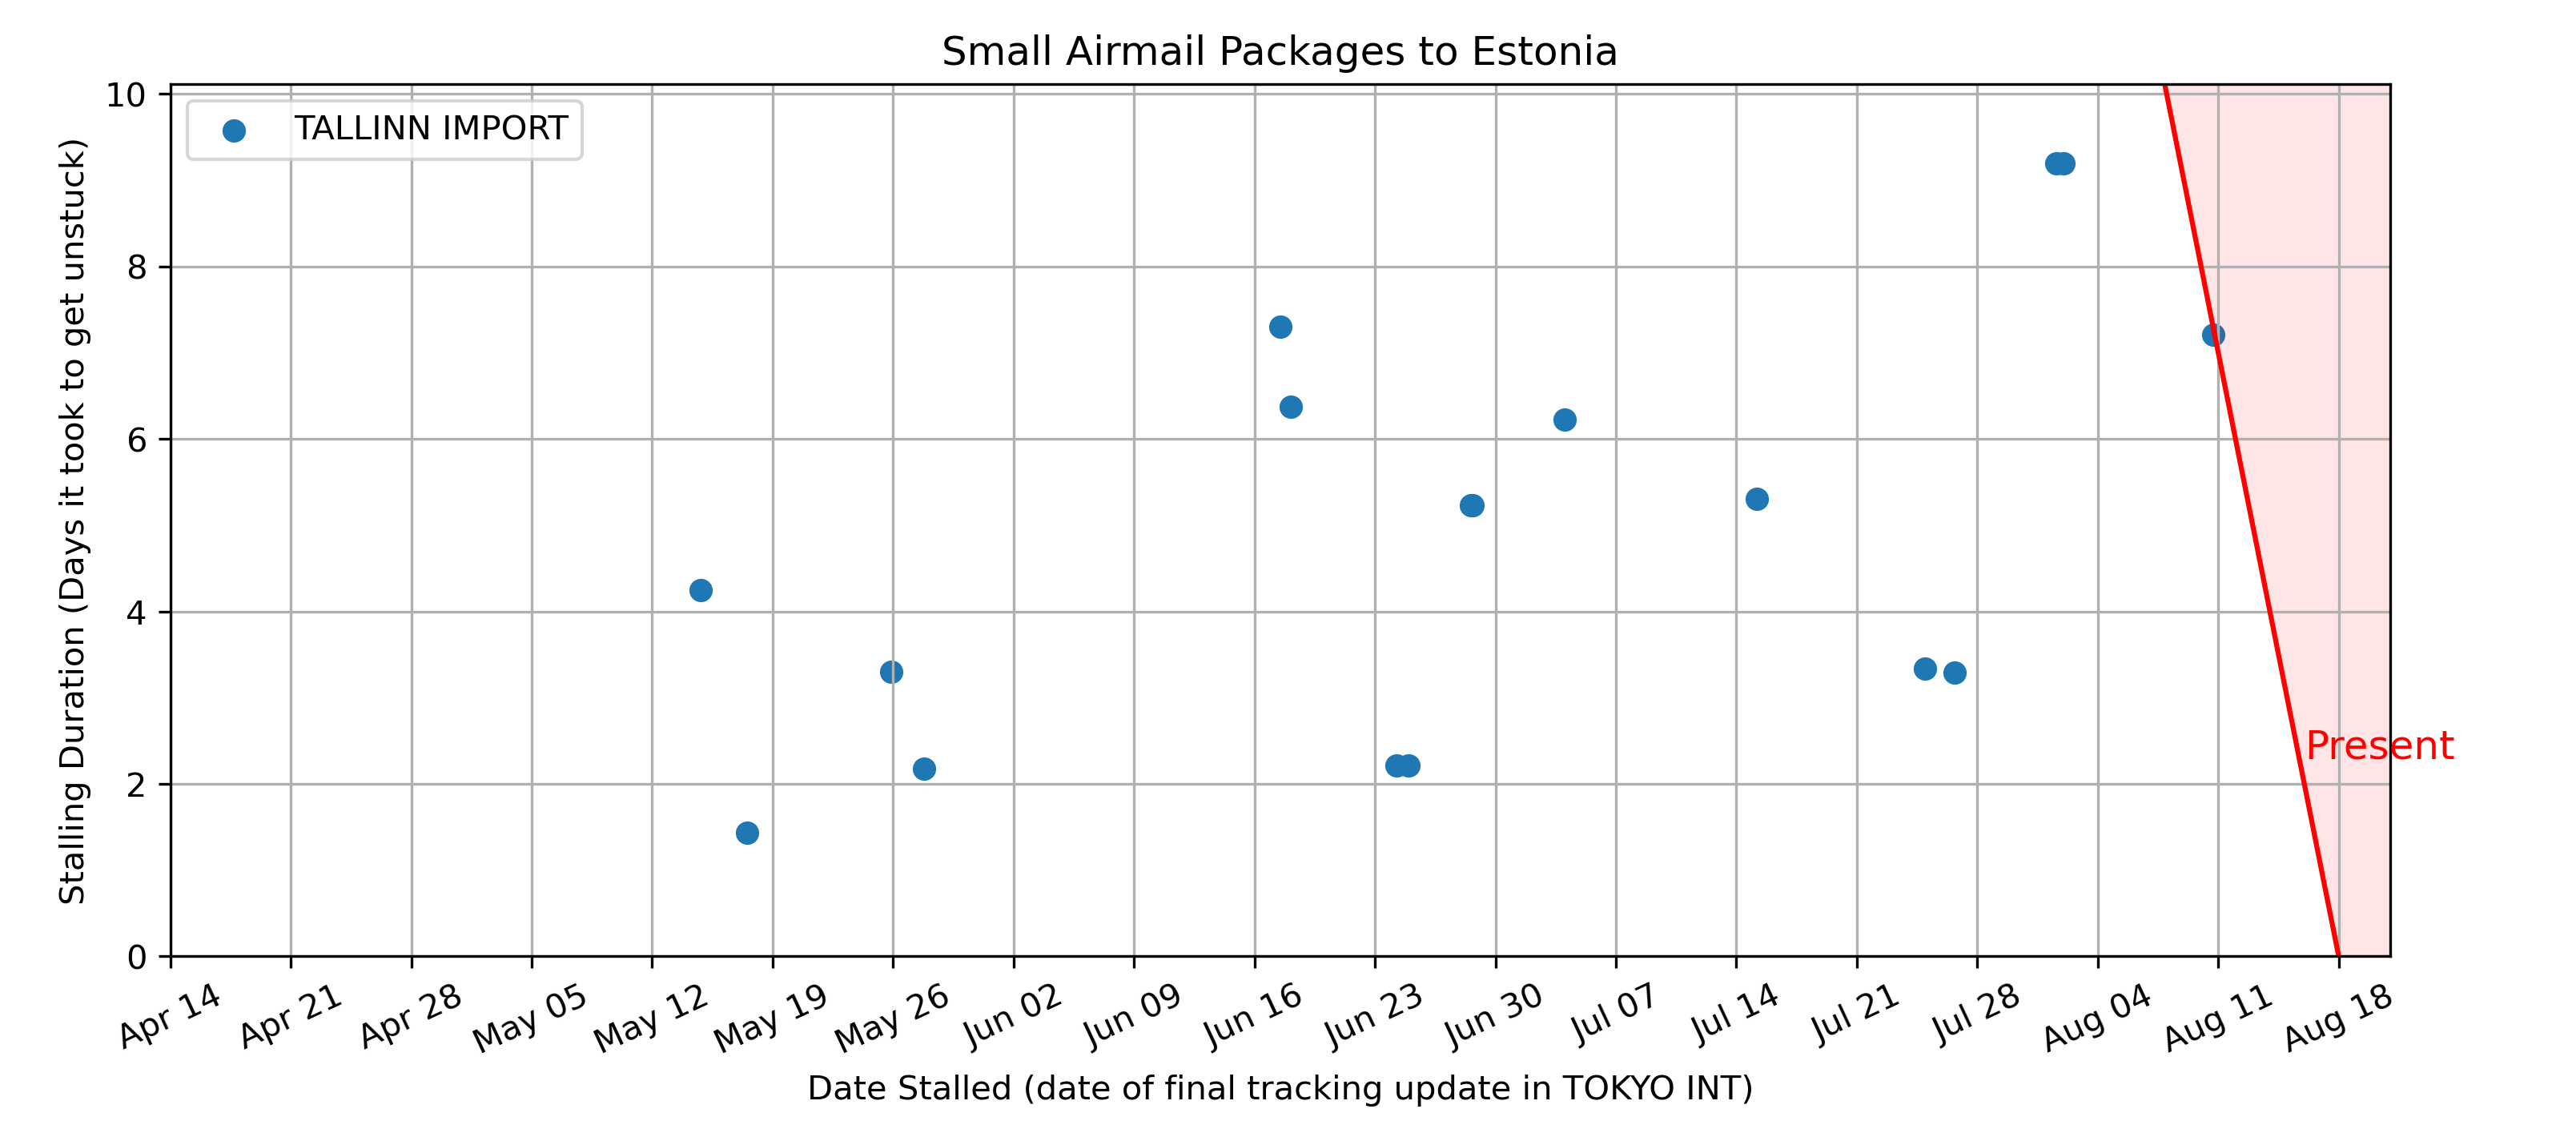 Small Airmail Packages to Estonia
TALLINN IMPORT
Stalling Duration (Days it took to get unstuck)
10
8
6
4
2
0
Present
Apr 14 Apr 21 Apr 28 May 05 May 12 May 19 May 26 Jun 02 Jun 09 Jun 16 Jun 23 Jun 30 Jul 07 Jul 14 Jul 21 Jul 28 Aug 04 Aug 11 Aug 18
Date Stalled (date of final tracking update in TOKYO INT)